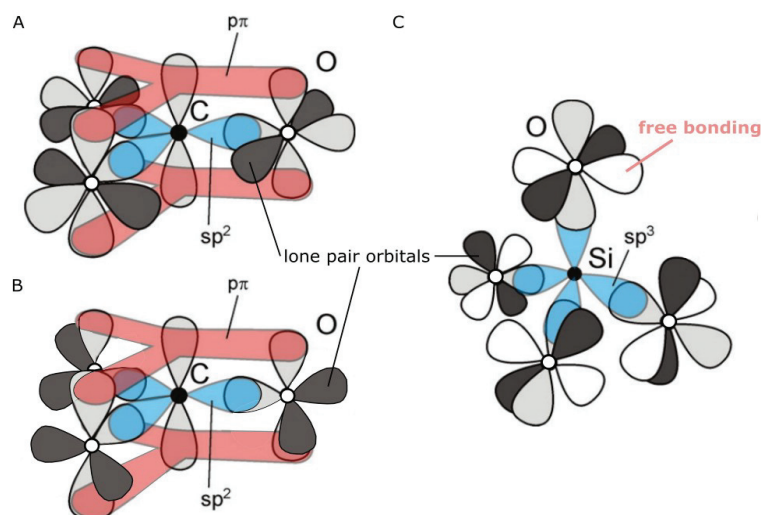 A
pπ
O
C
sp²
lone pair orbitals
B
pπ
O
C
sp²
C
O
free bonding
sp³
Si